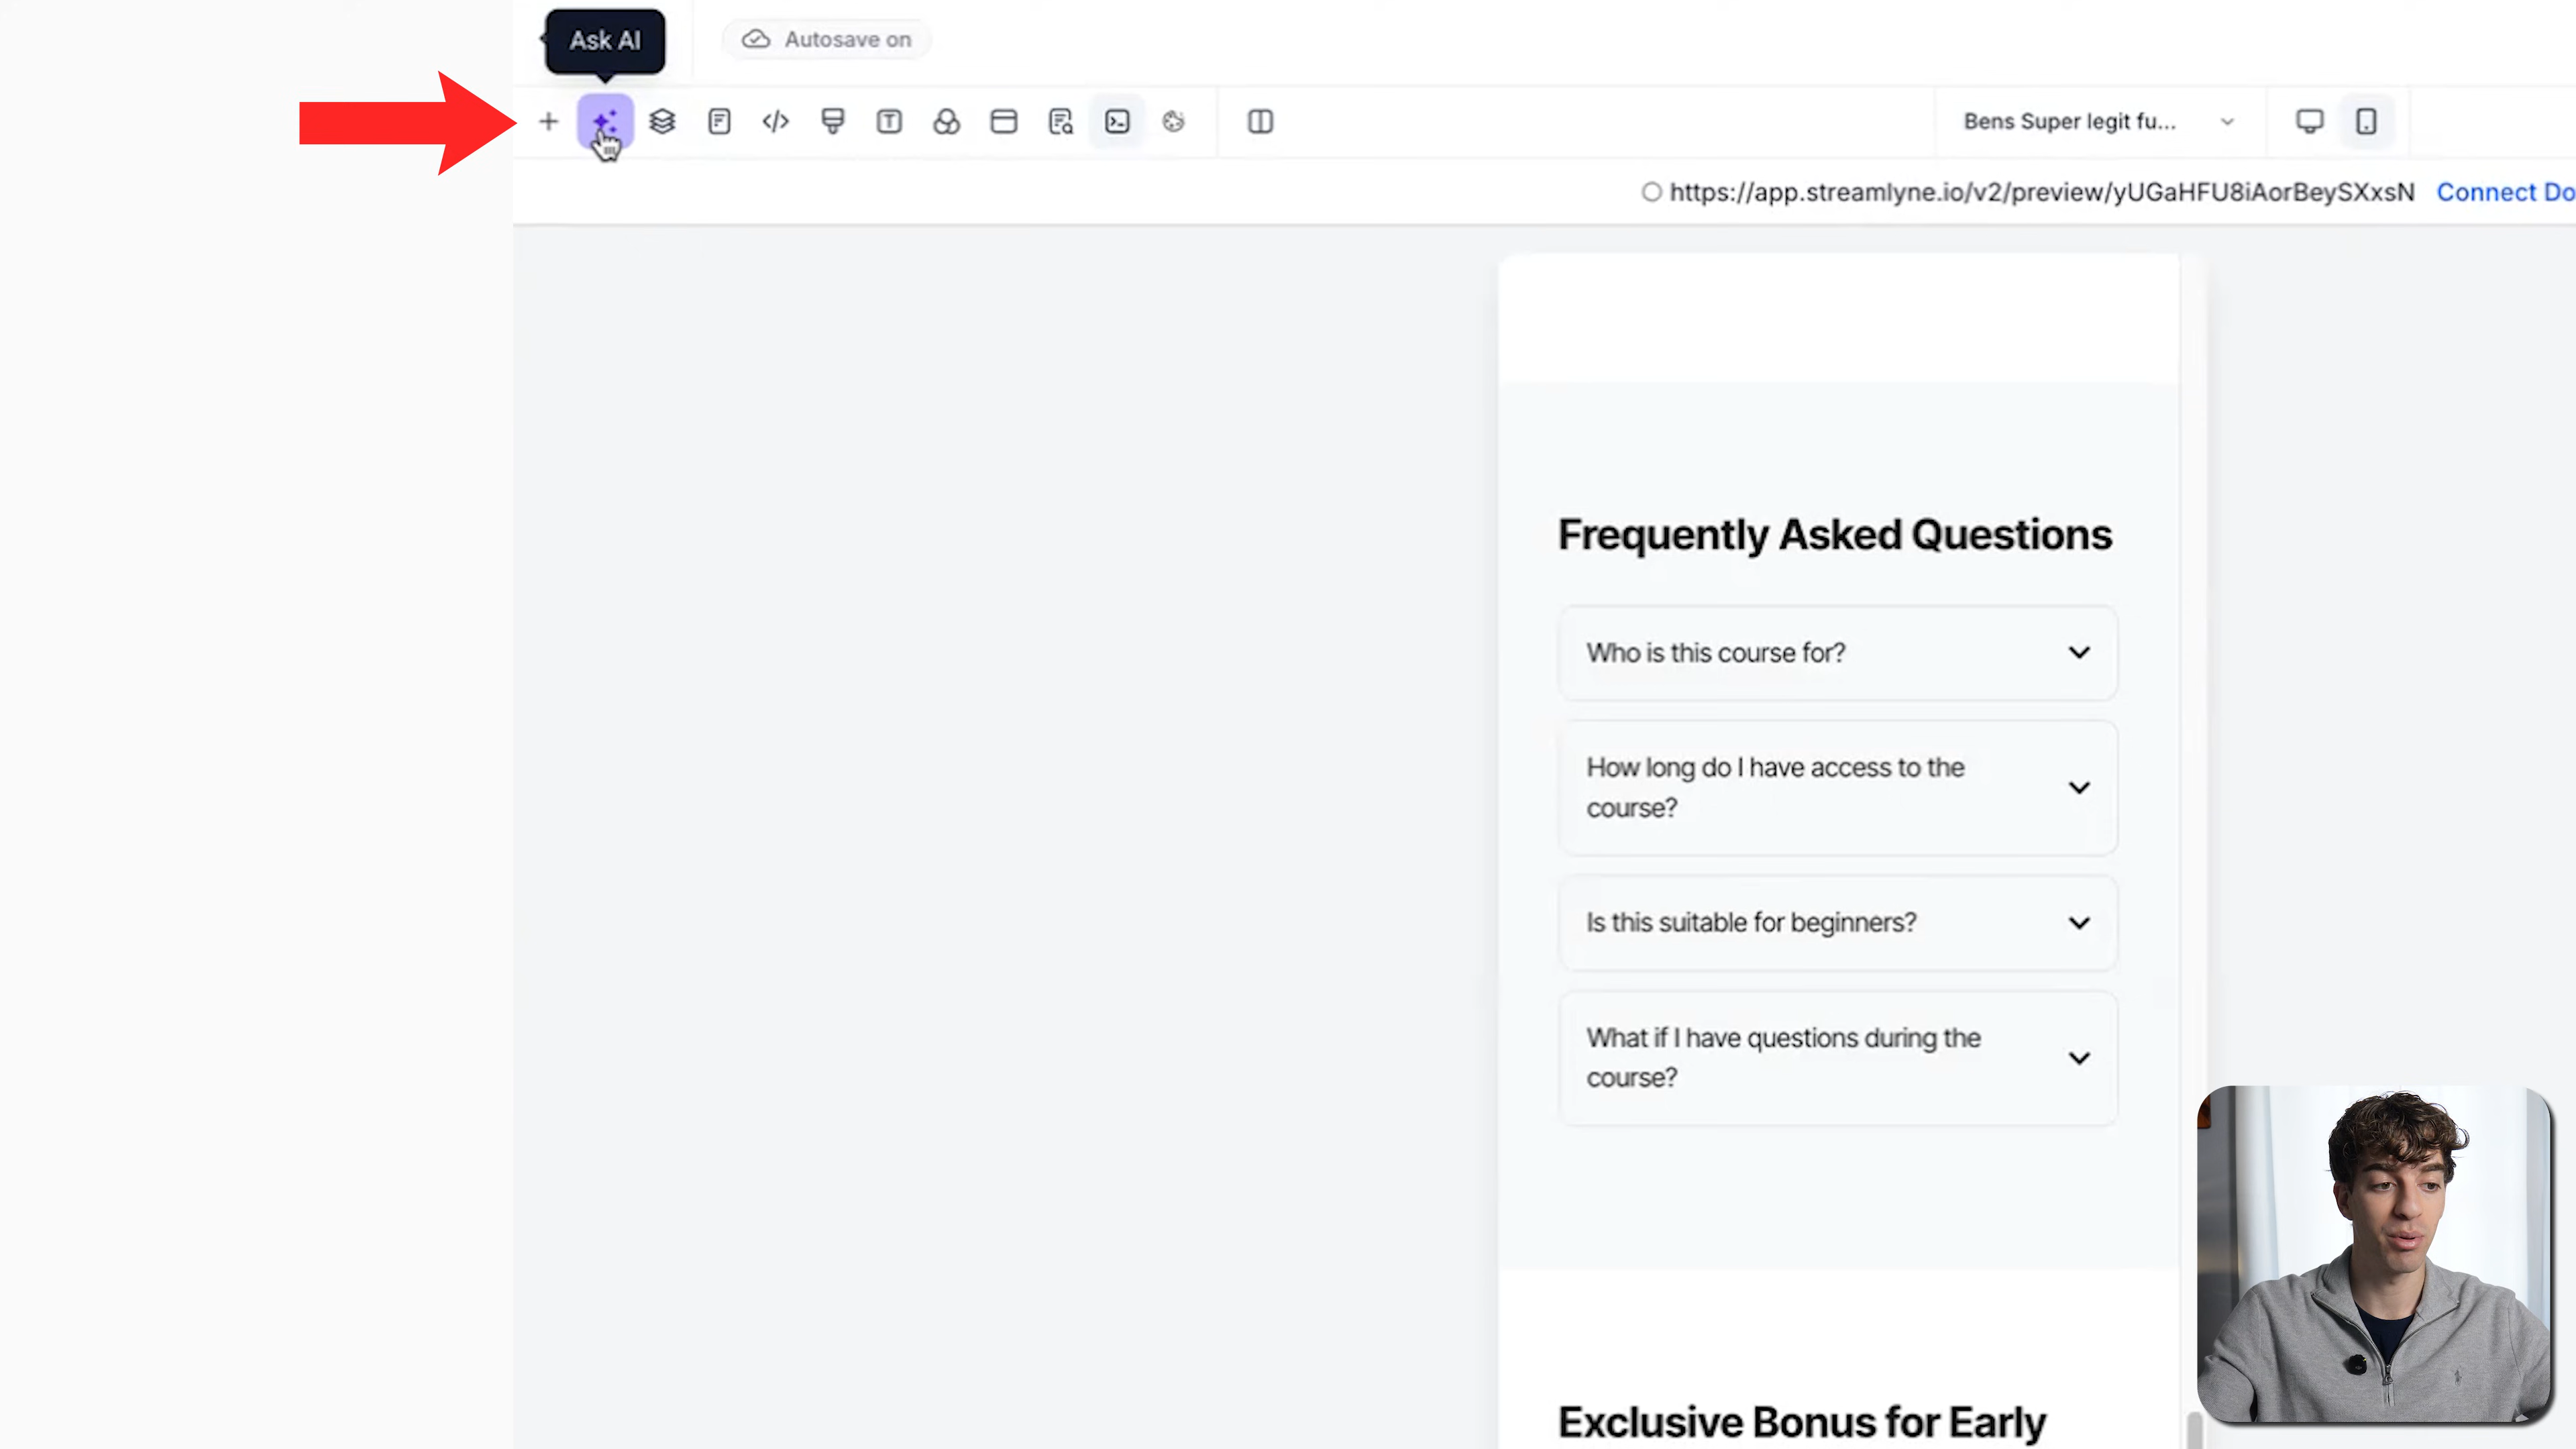 Ask AI
Autosave on
Bens Super legit fu...
https://app.streamlyne.io/v2/preview/yUGaHFU8iAorBeySXxsN Connect Do
Frequently Asked Questions
Who is this course for?
How long do I have access to the
course?
Is this suitable for beginners?
What if I have questions during the
course?
Exclusive Bonus for Early